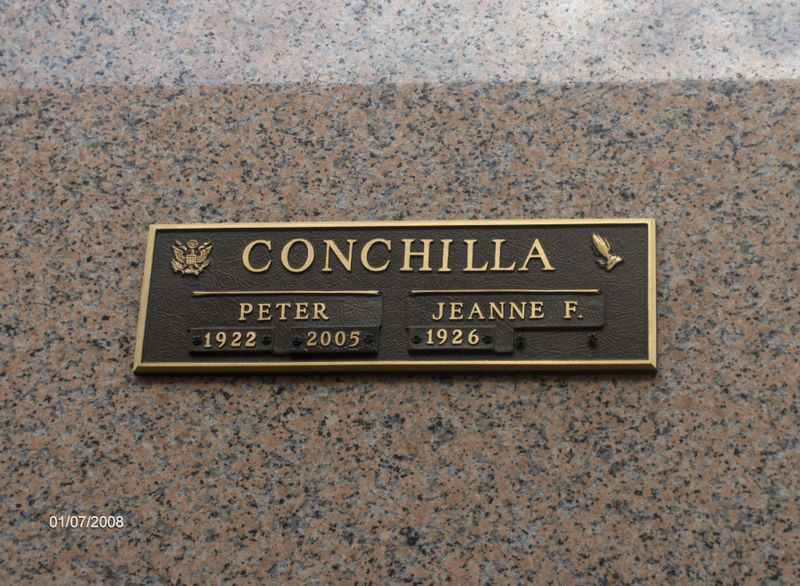 CONCHILLA
PETER
1922 2005
JEANNE F.
1926
01/07/2008